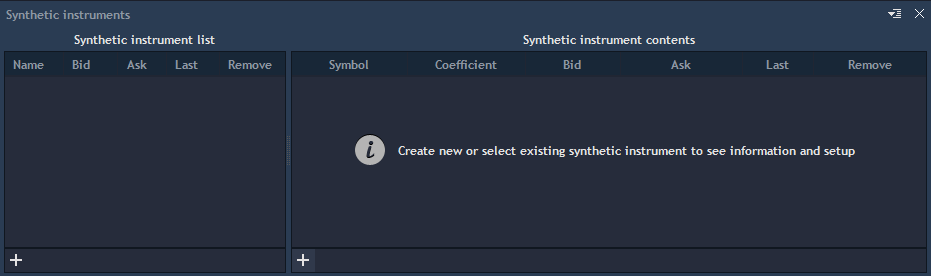 Synthetic instruments
Synthetic instrument list
Name Bid Ask Last Remove
Synthetic instrument contents
Symbol Coefficient Bid Ask Last Remove
Create new or select existing synthetic instrument to see information and setup